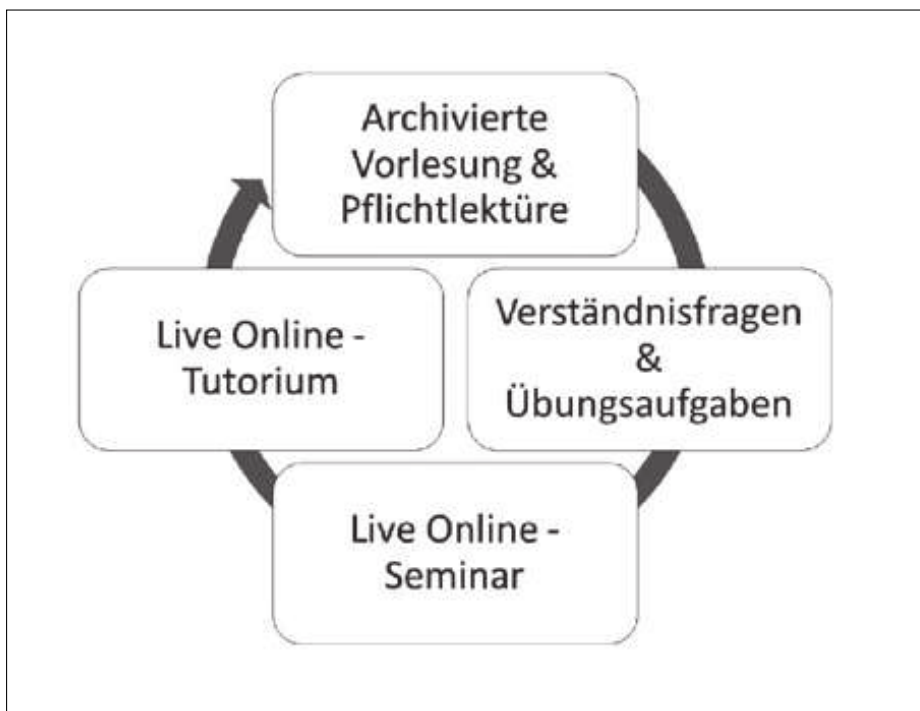 Archivierte
Vorlesung &
Pflichtlektüre
Verständnisfragen
&
Übungsaufgaben
Live Online -
Seminar
Live Online -
Tutorium